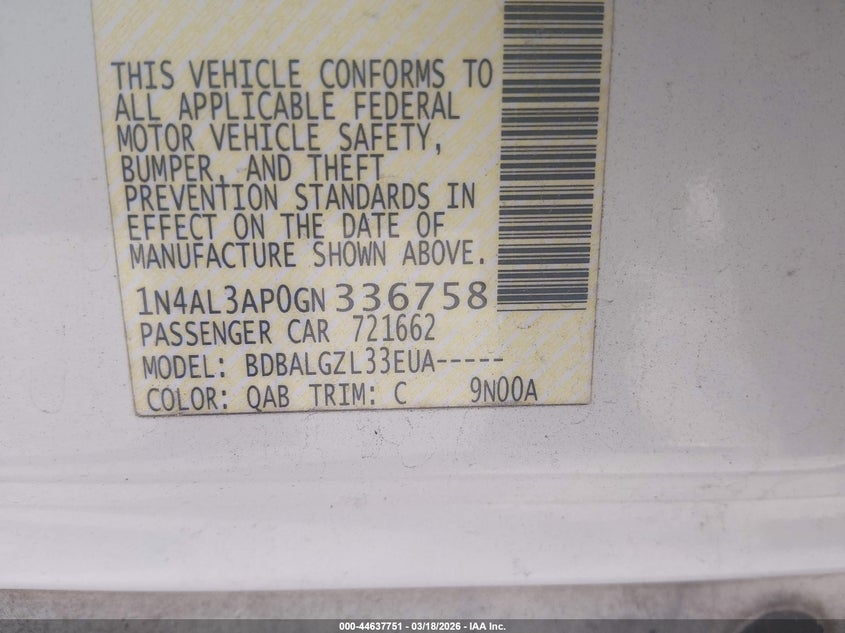 THIS VEHICLE CONFORMS TO
ALL APPLICABLE FEDERAL
MOTOR VEHICLE SAFETY,
BUMPER, AND THEFT
PREVENTION STANDARDS IN
EFFECT ON THE DATE OF
MANUFACTURE SHOWN ABOVE.
1N4AL3AP0GN336758
PASSENGER CAR 721662
MODEL: BDBALGZL33EUA-----
COLOR: QAB TRIM: C 9N00A
000-44637751 — 03/18/2026 — IAA Inc.